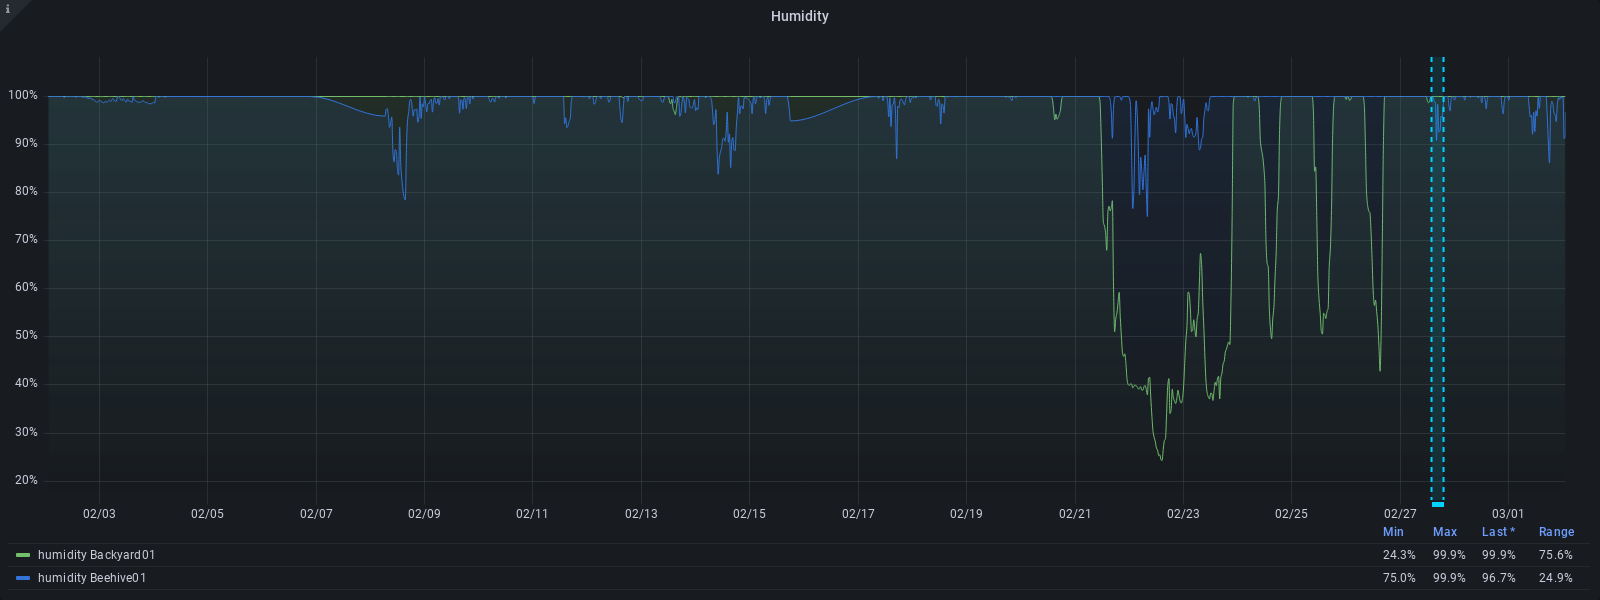 i
Humidity
100%
90%
80%
70%
60%
50%
40%
30%
20%
02/03 02/05 02/07 02/09 02/11 02/13 02/15 02/17 02/19 02/21 02/23 02/25 02/27 03/01
Min Max Last * Range
humidity Backyard01 24.3% 99.9% 99.9% 75.6%
humidity Beehive01 75.0% 99.9% 96.7% 24.9%